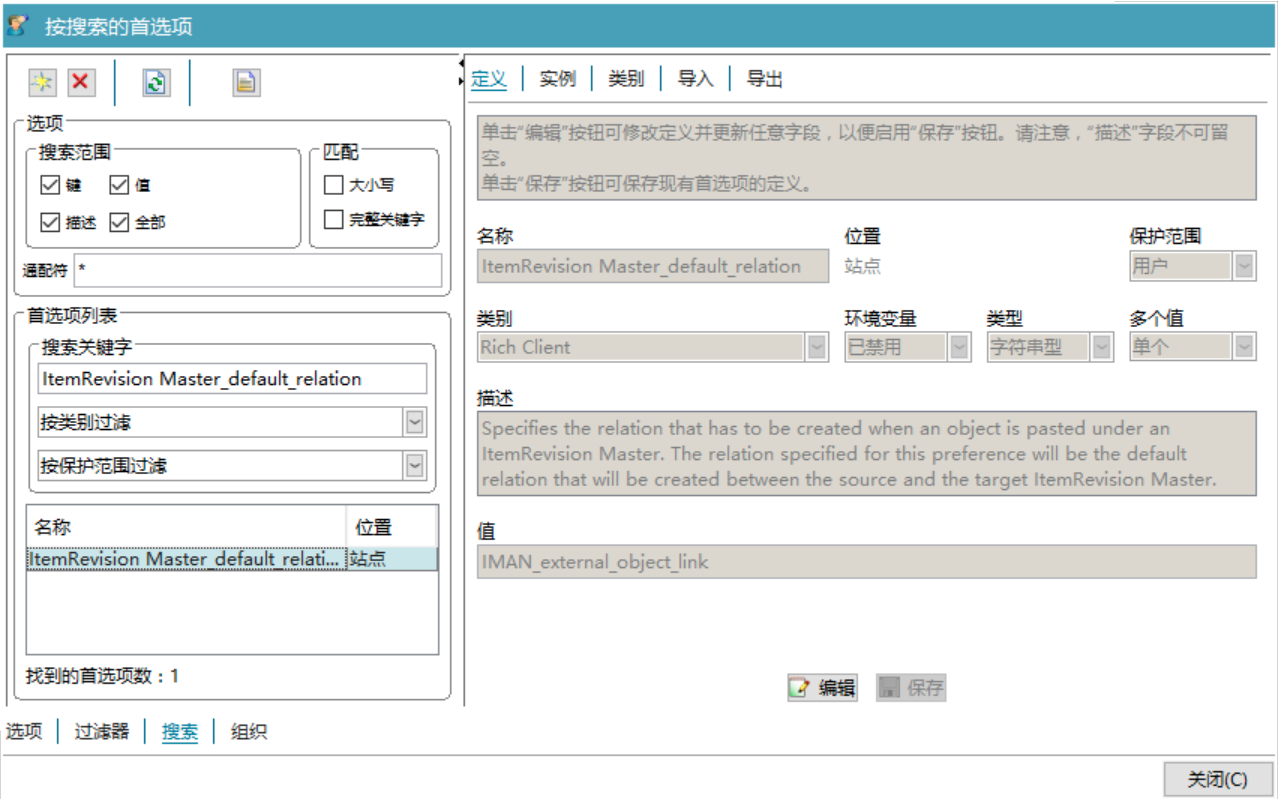 按搜索的首选项
选项
搜索范围
键
值
描述
全部
匹配
大小写
完整关键字
通配符
*
首选项列表
搜索关键字
ItemRevision Master_default_relation
按类别过滤
按保护范围过滤
名称
位置
ItemRevision Master_default_relati...
站点
找到的首选项数：1
选项
过滤器
搜索
组织
定义
实例
类别
导入
导出
单击“编辑”按钮可修改定义并更新任意字段，以便启用“保存”按钮。请注意，“描述”字段不可留
空。
单击“保存”按钮可保存现有首选项的定义。
名称
位置
保护范围
ItemRevision Master_default_relation
站点
用户
类别
环境变量
类型
多个值
Rich Client
已禁用
字符串型
单个
描述
Specifies the relation that has to be created when an object is pasted under an
ItemRevision Master. The relation specified for this preference will be the default
relation that will be created between the source and the target ItemRevision Master.
值
IMAN_external_object_link
编辑
保存
关闭(C)